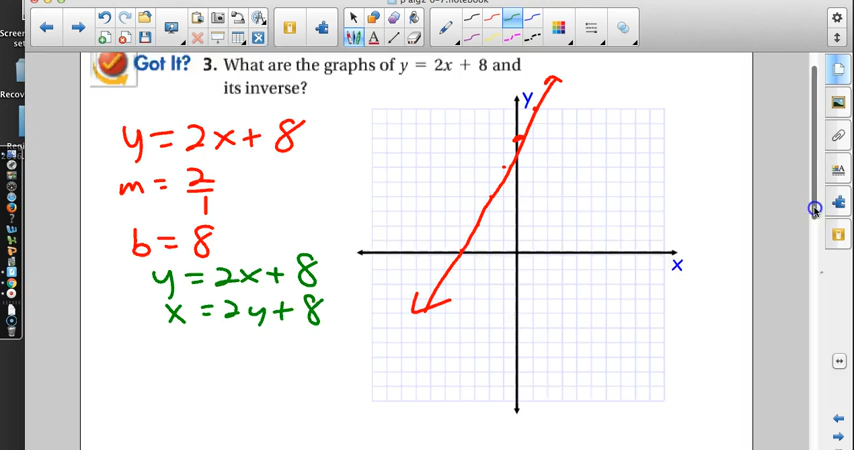 Got It? 3. What are the graphs of y = 2x + 8 and
its inverse?
y = 2x + 8
m = 2/1
b = 8
y = 2x + 8
x = 2y + 8
y
x